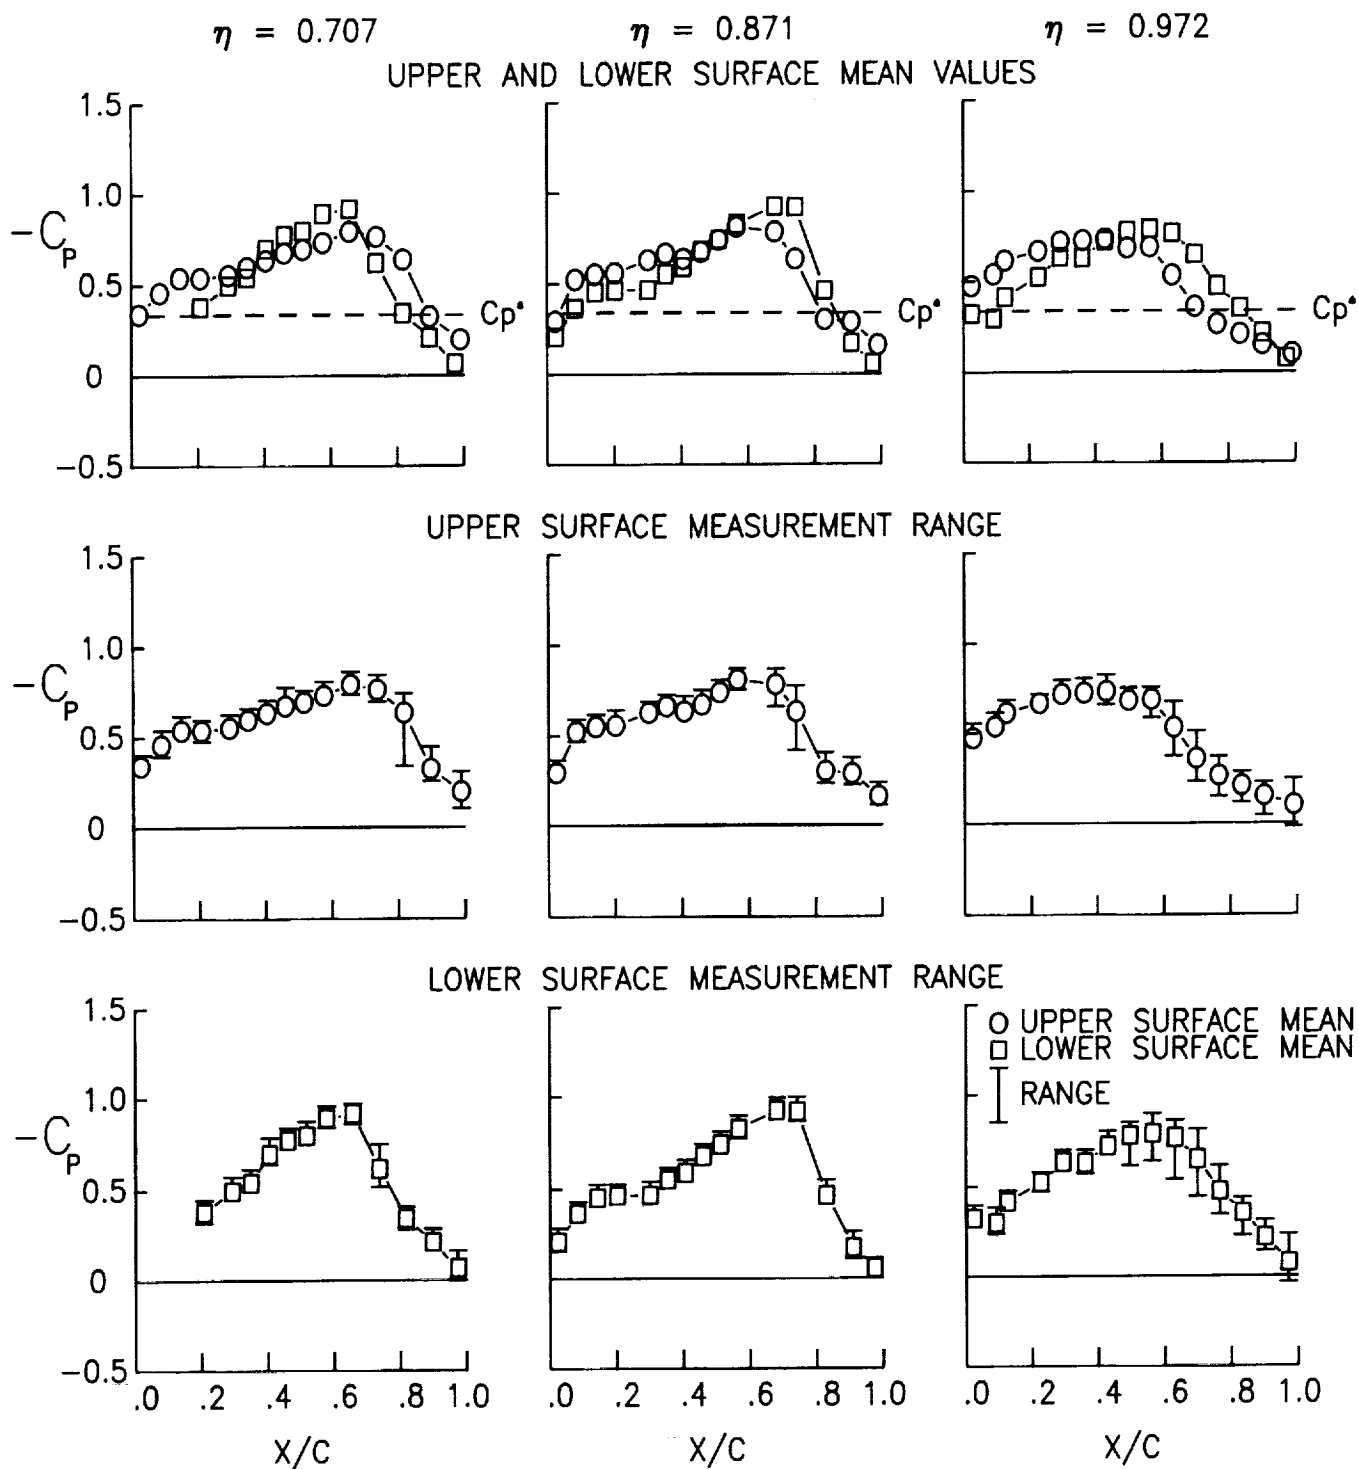 η = 0.707 η = 0.871 η = 0.972
UPPER AND LOWER SURFACE MEAN VALUES
1.5
1.0
-Cp
0.5
Cp* Cp* Cp*
0
-0.5
UPPER SURFACE MEASUREMENT RANGE
1.5
1.0
-Cp
0.5
0
-0.5
LOWER SURFACE MEASUREMENT RANGE
1.5
UPPER SURFACE MEAN
LOWER SURFACE MEAN
RANGE
1.0
-Cp
0.5
0
-0.5
.0 .2 .4 .6 .8 1.0 .0 .2 .4 .6 .8 1.0 .0 .2 .4 .6 .8 1.0
X/C X/C X/C